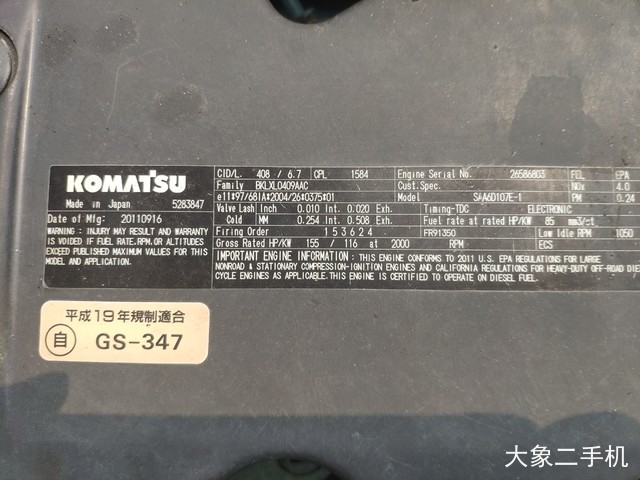 KOMATSU
Made in Japan 5283847
Date of Mfg: 20110916
WARNING : INJURY MAY RESULT AND WARRANTY
IS VOIDED IF FUEL RATE.RPM.OR ALTITUDES
EXCEED PUBLISHED MAXIMUM VALUES FOR THIS
MODEL AND APPLICATION.
CID/L. 408 / 6.7 CPL 1584 Engine Serial No. 26586803 FEL EPA
Family BKLXL0409AAC Cust.Spec. NOx 4.0
e11*97/68IA*2004/26*0375*01 Model SAA6D107E-1 PM 0.24
Valve Lash Inch 0.010 Int. 0.020 Exh. Timing-TDC ELECTRONIC
Cold MM 0.254 Int. 0.508 Exh. Fuel rate at rated HP/KW 85 mm3/ct
Firing Order 1 5 3 6 2 4 FR91350 Low Idle RPM 1050
Gross Rated HP/KW 155 / 116 at 2000 RPM ECS
IMPORTANT ENGINE INFORMATION : THIS ENGINE CONFORMS TO 2011 U.S. EPA REGULATIONS FOR LARGE
NONROAD & STATIONARY COMPRESSION-IGNITION ENGINES AND CALIFORNIA REGULATIONS FOR HEAVY-DUTY OFF-ROAD
CYCLE ENGINES AS APPLICABLE.THIS ENGINE IS CERTIFIED TO OPERATE ON DIESEL FUEL.
平成19年規制適合
自 GS-347
大象二手机